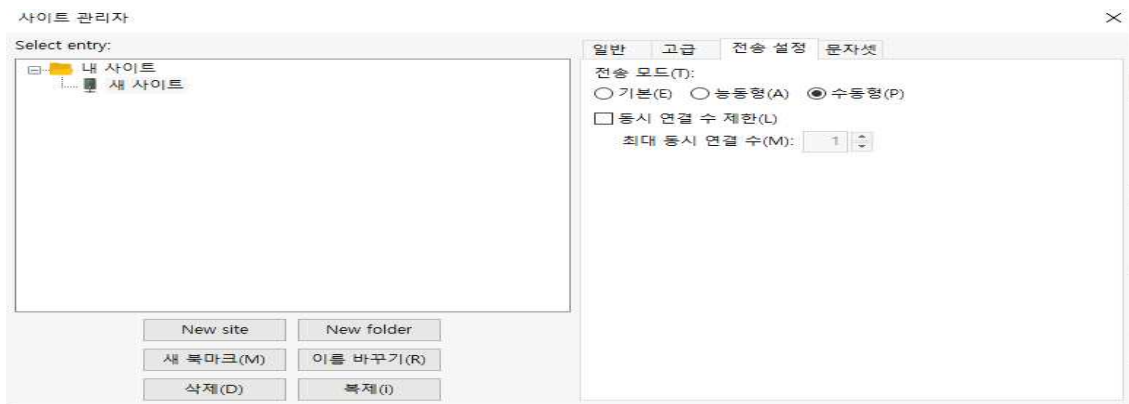 사이트 관리자
Select entry:
내 사이트
새 사이트
New site
New folder
새 북마크(M)
이름 바꾸기(R)
삭제(D)
복제(i)
일반
고급
전송 설정
문자셋
전송 모드(T):
기본(E) 능동형(A) 수동형(P)
동시 연결 수 제한(L)
최대 동시 연결 수(M): 1